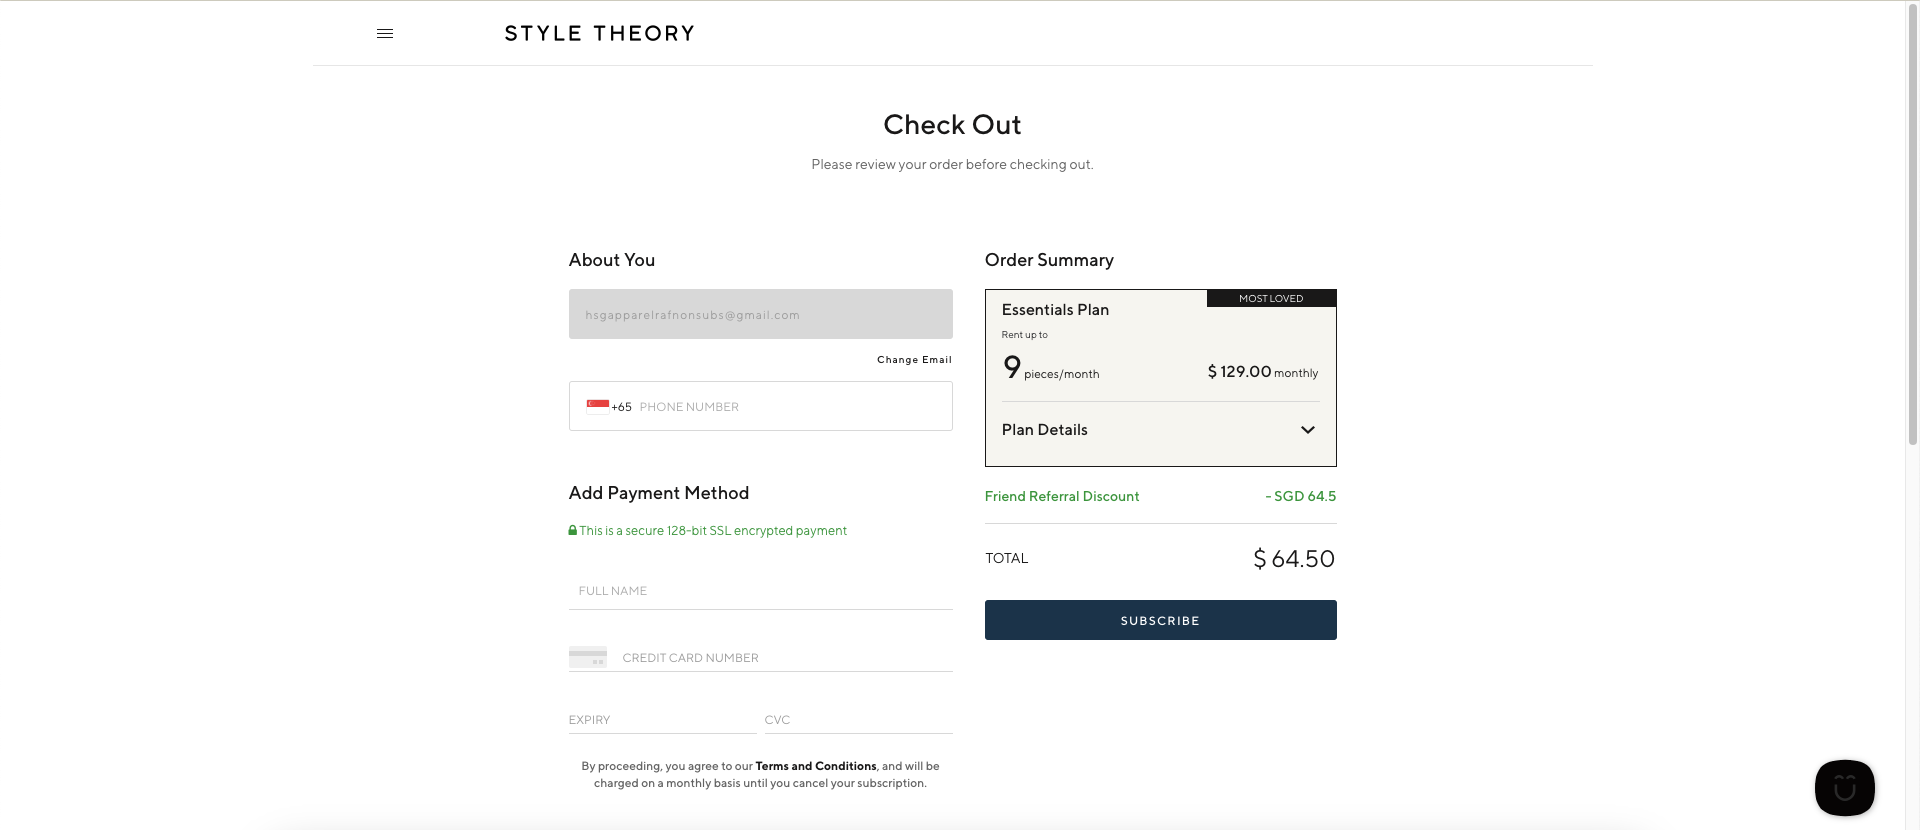 STYLE THEORY
Check Out
Please review your order before checking out.
About You
hsgapparelrafnonsubs@gmail.com
Change Email
+65 PHONE NUMBER
Add Payment Method
This is a secure 128-bit SSL encrypted payment
FULL NAME
CREDIT CARD NUMBER
EXPIRY CVC
By proceeding, you agree to our Terms and Conditions, and will be
charged on a monthly basis until you cancel your subscription.
Order Summary
MOST LOVED
Essentials Plan
Rent up to
9 pieces/month $ 129.00 monthly
Plan Details
Friend Referral Discount - SGD 64.5
TOTAL $ 64.50
SUBSCRIBE